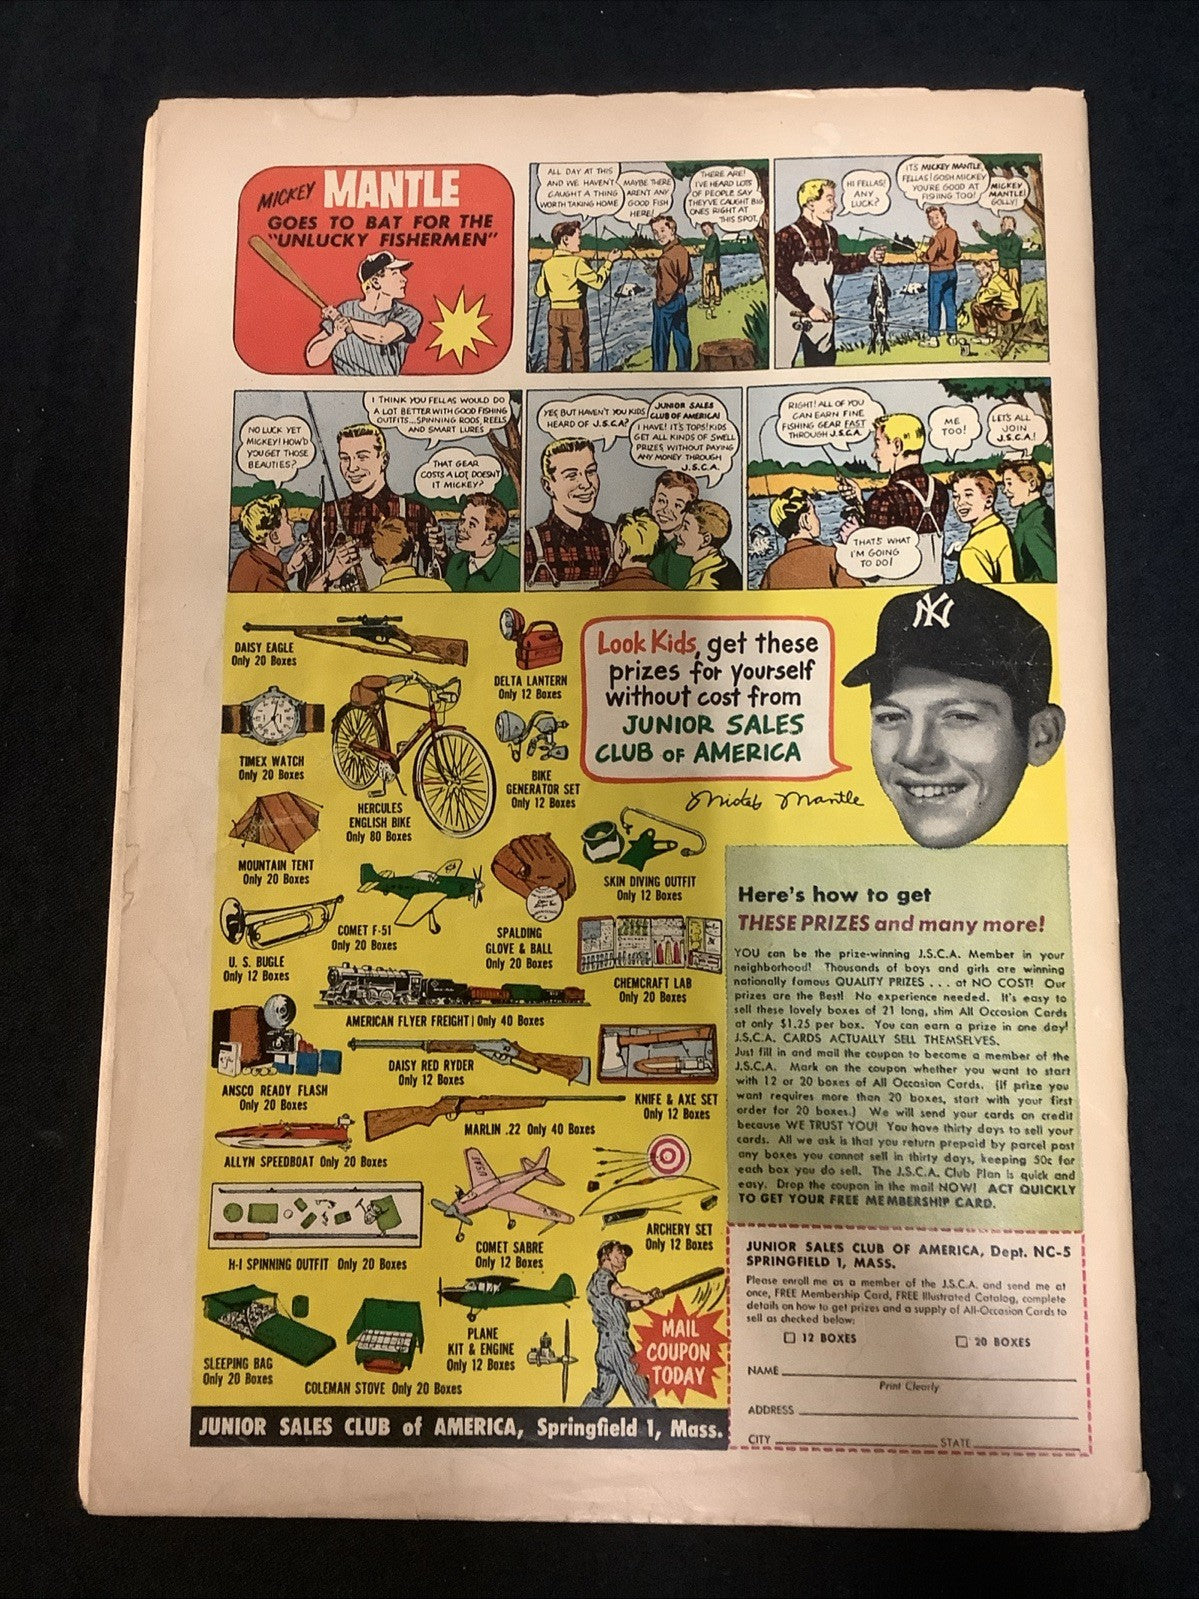 MICKEY MANTLE
GOES TO BAT FOR THE
"UNLUCKY FISHERMEN"
ALL DAY AT THIS
AND WE HAVEN'T
CAUGHT A THING
WORTH TAKING HOME
MAYBE THERE
AREN'T ANY
GOOD FISH
HERE!
THERE ARE!
I'VE HEARD LOTS
OF PEOPLE SAY
THEY'VE CAUGHT BIG
ONES RIGHT AT
THIS SPOT.
HI FELLAS!
ANY
LUCK?
IT'S MICKEY MANTLE,
FELLAS! GOSH MICKEY
YOU'RE GOOD AT
FISHING TOO!
MICKEY
MANTLE!
GOLLY!
NO LUCK YET
MICKEY! HOW'D
YOU GET THOSE
BEAUTIES?
I THINK YOU FELLAS WOULD DO
A LOT BETTER WITH GOOD FISHING
OUTFITS...SPINNING RODS, REELS
AND SMART LURES
THAT GEAR
COSTS A LOT, DOESN'T
IT MICKEY?
YES, BUT HAVEN'T YOU KIDS
HEARD OF J.S.C.A?
JUNIOR SALES
CLUB OF AMERICA!
I HAVE! IT'S TOPS! KIDS
GET ALL KINDS OF SWELL
PRIZES, WITHOUT PAYING
ANY MONEY THROUGH
J.S.C.A.
RIGHT! ALL OF YOU
CAN EARN FINE
FISHING GEAR FAST
THROUGH J.S.C.A.
ME
TOO!
LET'S ALL
JOIN
J.S.C.A.!
THAT'S WHAT
I'M GOING
TO DO!
DAISY EAGLE
Only 20 Boxes
DELTA LANTERN
Only 12 Boxes
TIMEX WATCH
Only 20 Boxes
HERCULES
ENGLISH BIKE
Only 80 Boxes
BIKE
GENERATOR SET
Only 12 Boxes
MOUNTAIN TENT
Only 20 Boxes
COMET F-51
Only 20 Boxes
SPALDING
GLOVE & BALL
Only 20 Boxes
SKIN DIVING OUTFIT
Only 12 Boxes
U. S. BUGLE
Only 12 Boxes
CHEMCRAFT LAB
Only 20 Boxes
AMERICAN FLYER FREIGHT Only 40 Boxes
ANSCO READY FLASH
Only 20 Boxes
DAISY RED RYDER
Only 12 Boxes
KNIFE & AXE SET
Only 12 Boxes
MARLIN .22 Only 40 Boxes
ALLYN SPEEDBOAT Only 20 Boxes
USAF
COMET SABRE
Only 12 Boxes
ARCHERY SET
Only 12 Boxes
H-I SPINNING OUTFIT Only 20 Boxes
SLEEPING BAG
Only 20 Boxes
COLEMAN STOVE Only 20 Boxes
PLANE
KIT & ENGINE
Only 12 Boxes
MAIL
COUPON
TODAY
JUNIOR SALES CLUB of AMERICA, Springfield 1, Mass.
Look Kids, get these
prizes for yourself
without cost from
JUNIOR SALES
CLUB of AMERICA
NY
Mickey Mantle
Here's how to get
THESE PRIZES and many more!
YOU can be the prize-winning J.S.C.A. Member in your
neighborhood! Thousands of boys and girls are winning
nationally famous QUALITY PRIZES . . . at NO COST! Our
prizes are the Best! No experience needed. It's easy to
sell these lovely boxes of 21 long, slim All Occasion Cards
at only $1.25 per box. You can earn a prize in one day!
J.S.C.A. CARDS ACTUALLY SELL THEMSELVES.
Just fill in and mail the coupon to become a member of the
J.S.C.A. Mark on the coupon whether you want to start
with 12 or 20 boxes of All Occasion Cards. (If prize you
want requires more than 20 boxes, start with your first
order for 20 boxes.) We will send your cards on credit
because WE TRUST YOU! You have thirty days to sell your
cards. All we ask is that you return prepaid by parcel post
any boxes you cannot sell in thirty days, keeping 50c for
each box you do sell. The J.S.C.A. Club Plan is quick and
easy. Drop the coupon in the mail NOW! ACT QUICKLY
TO GET YOUR FREE MEMBERSHIP CARD.
JUNIOR SALES CLUB OF AMERICA, Dept. NC-5
SPRINGFIELD 1, MASS.
Please enroll me as a member of the J.S.C.A. and send me at
once, FREE Membership Card, FREE Illustrated Catalog, complete
details on how to get prizes and a supply of All-Occasion Cards to
sell as checked below:
☐ 12 BOXES ☐ 20 BOXES
NAME
Print Clearly
ADDRESS
CITY STATE